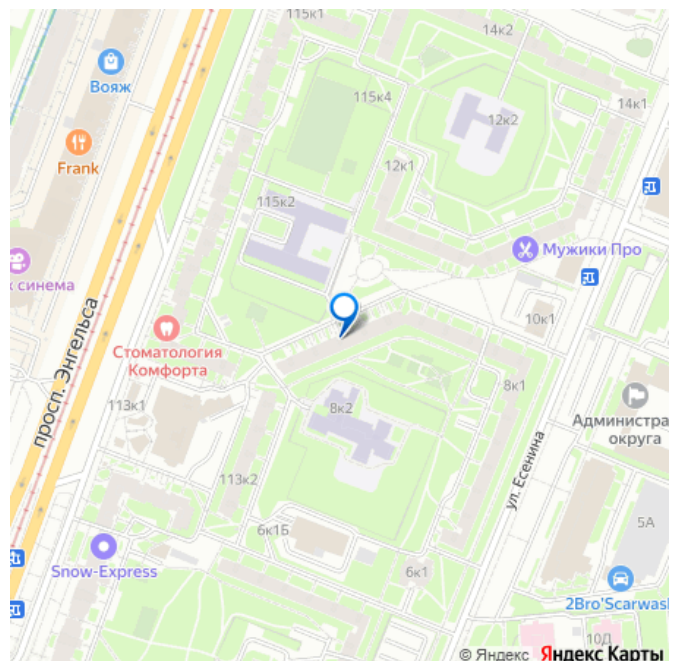 115к1
14к2
Вояж
115к4
14к1
12к2
Frank
12к1
115к2
Мужики Про
к синема
10к1
Стоматология
Комфорта
просп. Энгельса
8к1
Администра
округа
113к1
8к2
ул. Есенина
113к2
6к1Б
5А
Snow-Express
6к1
2Bro'Scarwash
10Д
© Яндекс Яндекс Карты